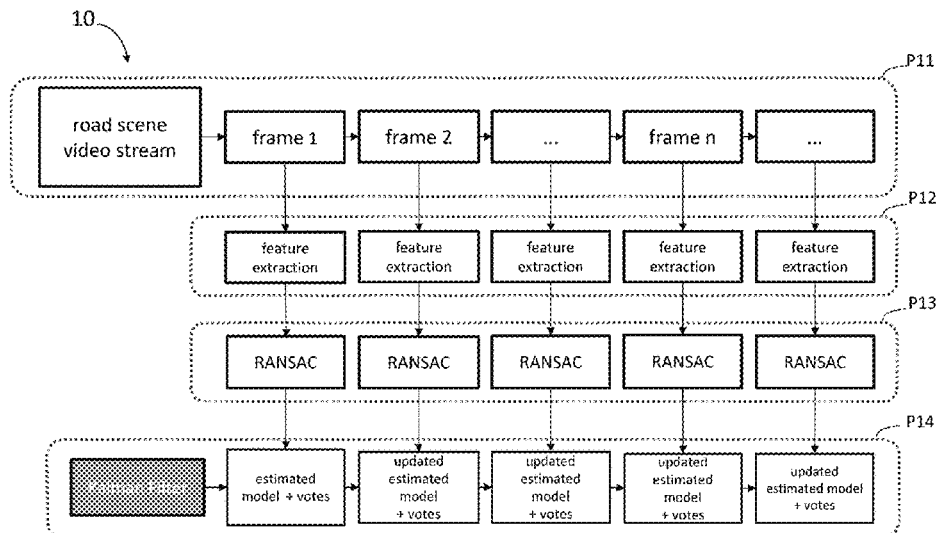 10
P11
road scene
video stream
frame 1
frame 2
...
frame n
...
P12
feature
extraction
feature
extraction
feature
extraction
feature
extraction
feature
extraction
P13
RANSAC
RANSAC
RANSAC
RANSAC
RANSAC
P14
estimated
model + votes
updated
estimated
model
+ votes
updated
estimated
model
+ votes
updated
estimated
model
+ votes
updated
estimated model
+ votes